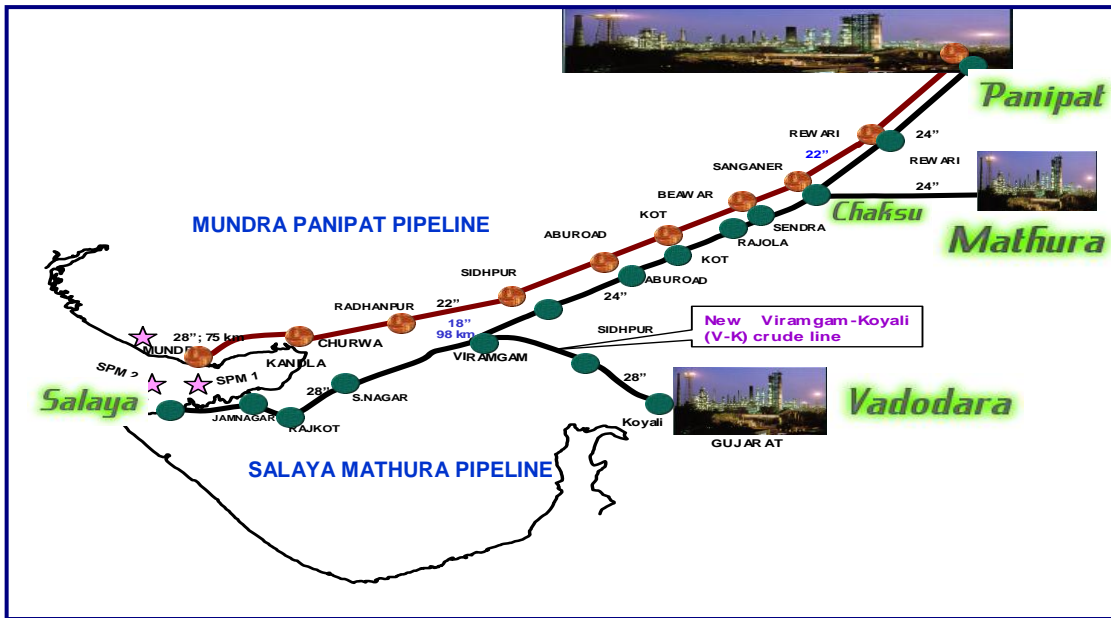 Panipat
REWARI
24”
22”
REWARI
SANGANER
24”
BEAWAR
Chaksu
KOT
SENDRA
MUNDRA PANIPAT PIPELINE
RAJOLA
Mathura
ABUROAD
KOT
ABUROAD
SIDHPUR
24”
RADHANPUR
22”
New Viramgam-Koyali
(V-K) crude line
18”
98 km
SIDHPUR
28”; 75 km
CHURWA
MUNDR
VIRAMGAM
KANDLA
SPM 2
SPM 1
28”
S.NAGAR
28”
Salaya
Vadodara
JAMNAGAR
RAJKOT
Koyali
GUJARAT
SALAYA MATHURA PIPELINE